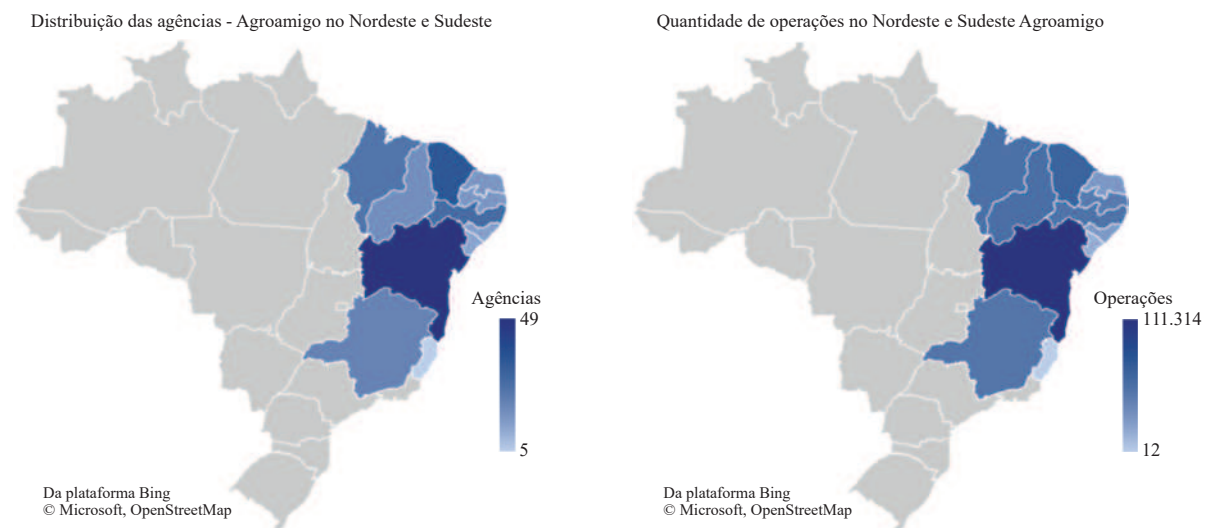 Distribuição das agências - Agroamigo no Nordeste e Sudeste
Agências
49
5
Da plataforma Bing
© Microsoft, OpenStreetMap
Quantidade de operações no Nordeste e Sudeste Agroamigo
Operações
111.314
12
Da plataforma Bing
© Microsoft, OpenStreetMap